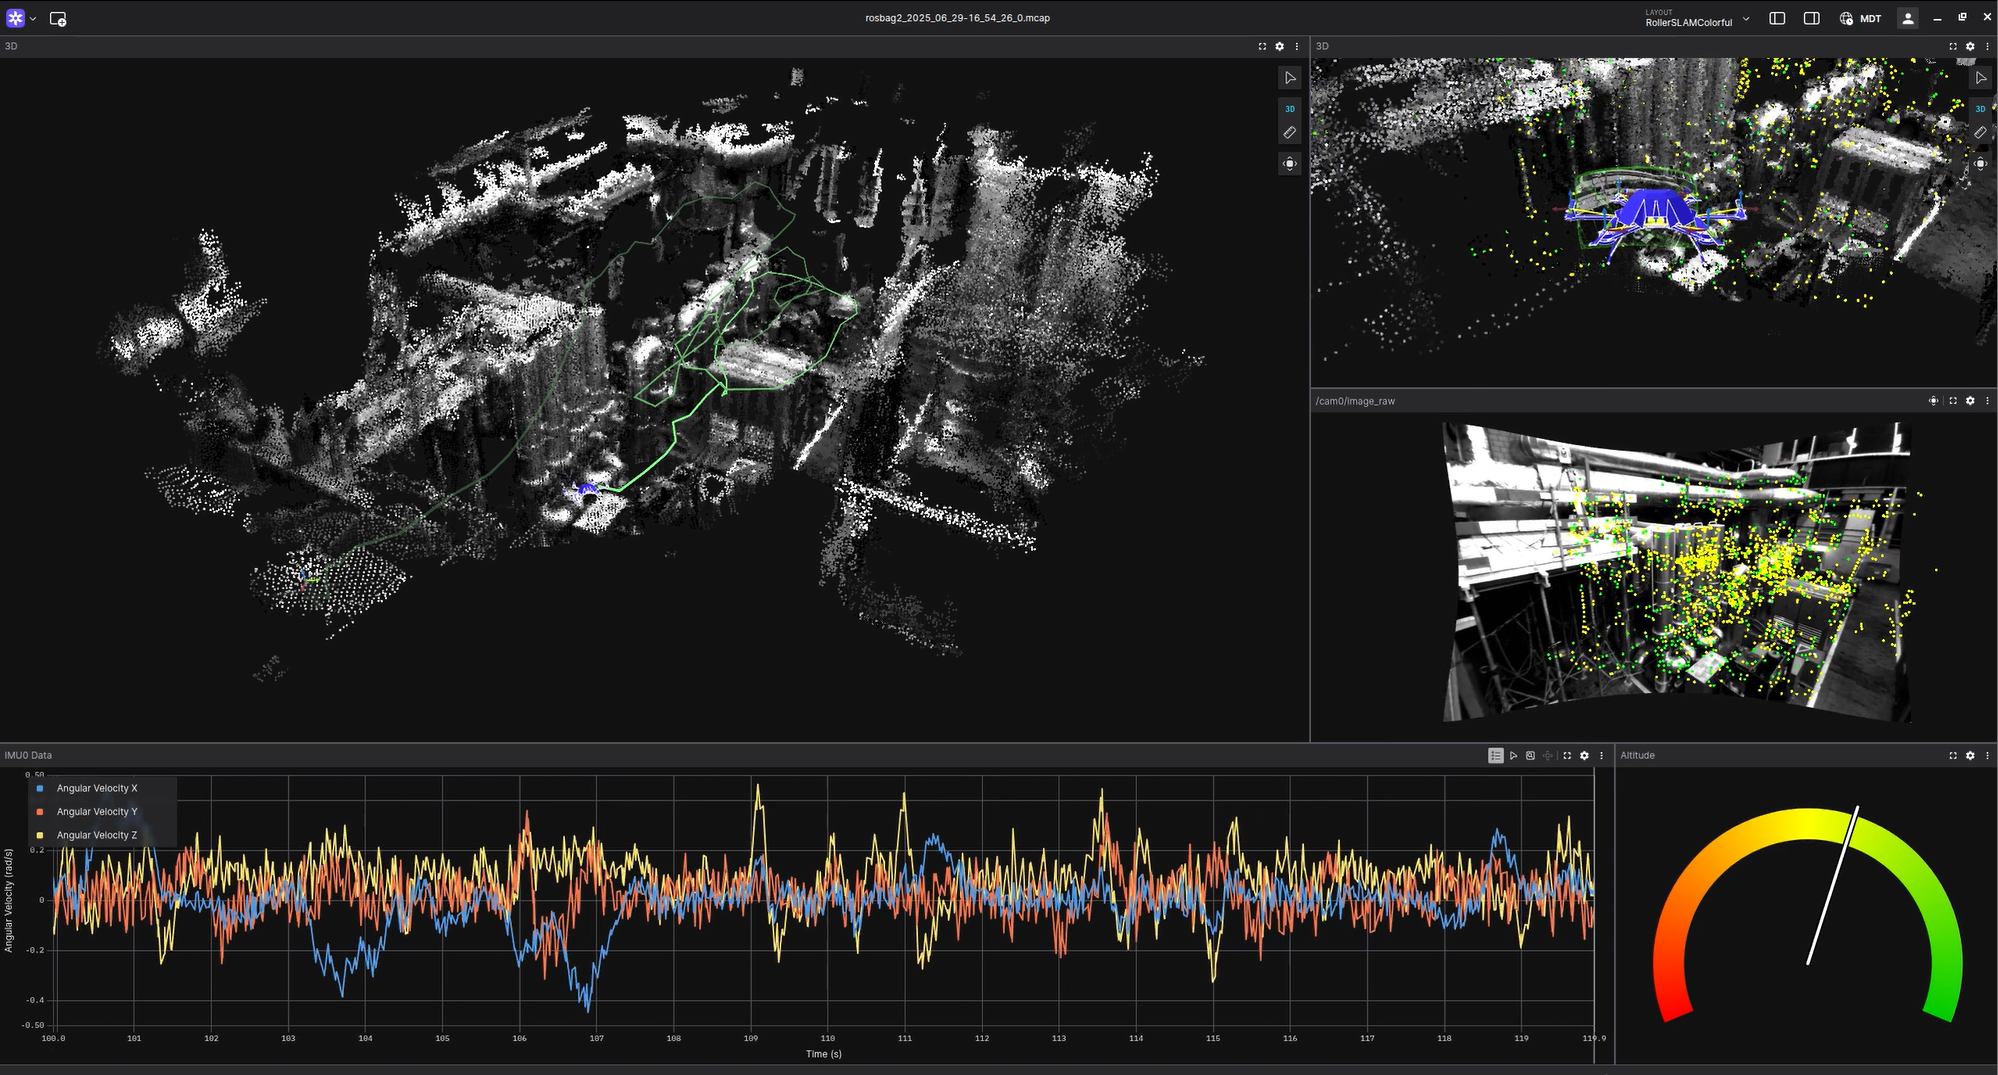 rosbag2_2025_06_29-16_54_26_0.mcap
LAYOUT
RollerSLAMColorful
MDT
3D
3D
3D
3D
/cam0/image_raw
IMU0 Data
Altitude
Angular Velocity X
Angular Velocity Y
Angular Velocity Z
Angular Velocity (rad/s)
0.50
0.2
0
-0.2
-0.4
-0.50
100.0 101 102 103 104 105 106 107 108 109 110 111 112 113 114 115 116 117 118 119 119.9
Time (s)